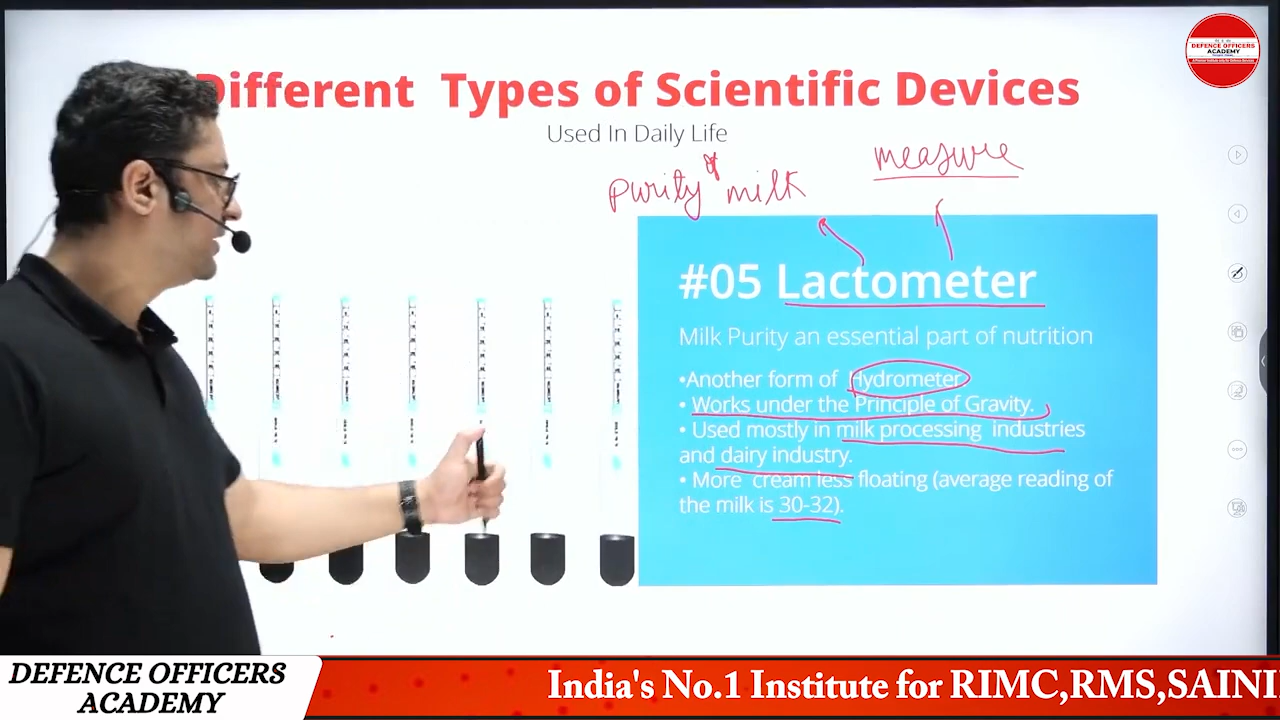 DEFENCE OFFICERS
ACADEMY
Different Types of Scientific Devices
Used In Daily Life
purity of milk
measure
#05 Lactometer
Milk Purity an essential part of nutrition
•Another form of Hydrometer
• Works under the Principle of Gravity.
• Used mostly in milk processing industries
and dairy industry.
• More cream less floating (average reading of
the milk is 30-32).
DEFENCE OFFICERS
ACADEMY
India's No.1 Institute for RIMC,RMS,SAINI